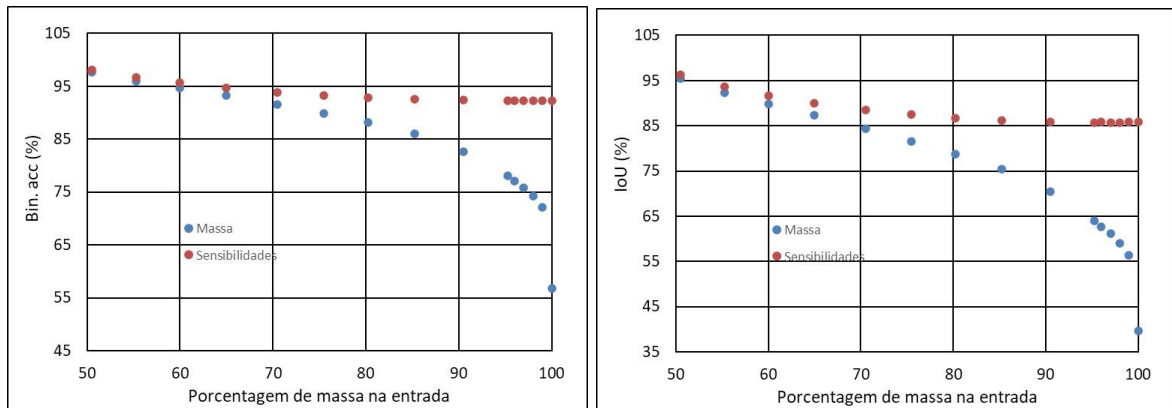 105
95
85
75
65
55
45
Bin. acc (%)
Massa
Sensibilidades
50 60 70 80 90 100
Porcentagem de massa na entrada
105
95
85
75
65
55
45
35
IoU (%)
Massa
Sensibilidades
50 60 70 80 90 100
Porcentagem de massa na entrada